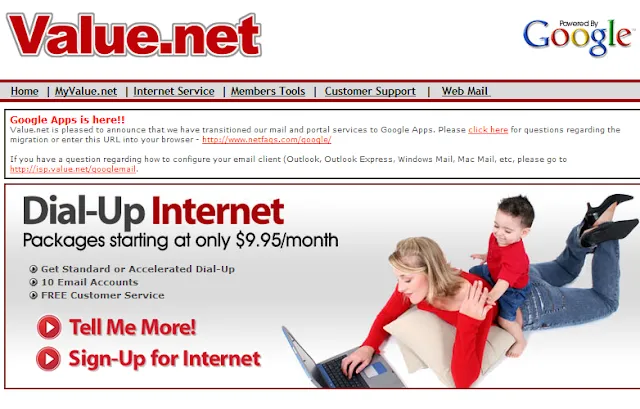 Value.net
Powered By
Google™
Home | MyValue.net | Internet Service | Members Tools | Customer Support | Web Mail
Google Apps is here!!
Value.net is pleased to announce that we have transitioned our mail and portal services to Google Apps. Please click here for questions regarding the
migration or enter this URL into your browser - http://www.netfaqs.com/google/
If you have a question regarding how to configure your email client (Outlook, Outlook Express, Windows Mail, Mac Mail, etc, please go to
http://isp.value.net/googlemail.
Dial-Up Internet
Packages starting at only $9.95/month
Get Standard or Accelerated Dial-Up
10 Email Accounts
FREE Customer Service
Tell Me More!
Sign-Up for Internet